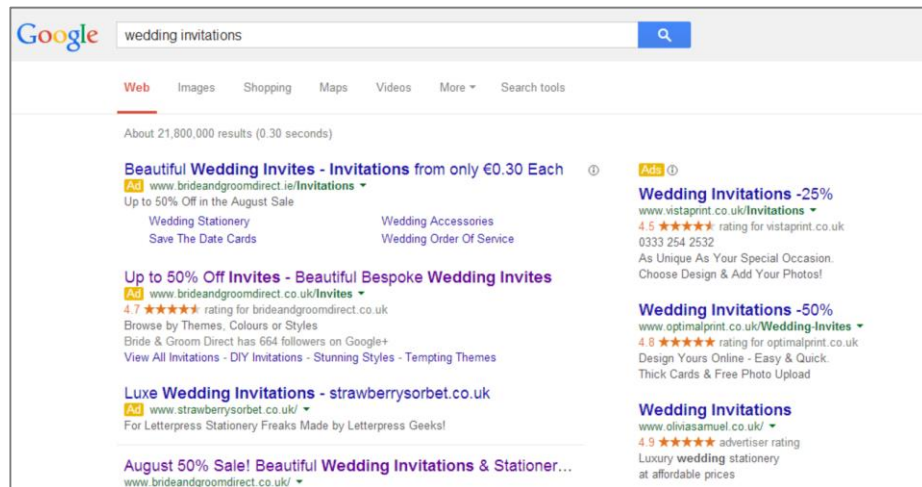 Google
wedding invitations
Web Images Shopping Maps Videos More Search tools
About 21,800,000 results (0.30 seconds)
Beautiful Wedding Invites - Invitations from only €0.30 Each
Ad www.brideandgroomdirect.ie/Invitations
Up to 50% Off in the August Sale
Wedding Stationery Wedding Accessories
Save The Date Cards Wedding Order Of Service
Up to 50% Off Invites - Beautiful Bespoke Wedding Invites
Ad www.brideandgroomdirect.co.uk/Invites
4.7 ★★★★★ rating for brideandgroomdirect.co.uk
Browse by Themes, Colours or Styles
Bride & Groom Direct has 664 followers on Google+
View All Invitations - DIY Invitations - Stunning Styles - Tempting Themes
Luxe Wedding Invitations - strawberrysorbet.co.uk
Ad www.strawberrysorbet.co.uk/
For Letterpress Stationery Freaks Made by Letterpress Geeks!
August 50% Sale! Beautiful Wedding Invitations & Stationer...
www.brideandgroomdirect.co.uk/
Ads
Wedding Invitations -25%
www.vistaprint.co.uk/Invitations
4.5 ★★★★★ rating for vistaprint.co.uk
0333 254 2532
As Unique As Your Special Occasion.
Choose Design & Add Your Photos!
Wedding Invitations -50%
www.optimalprint.co.uk/Wedding-Invites
4.8 ★★★★★ rating for optimalprint.co.uk
Design Yours Online - Easy & Quick.
Thick Cards & Free Photo Upload
Wedding Invitations
www.oliviasamuel.co.uk/
4.9 ★★★★★ advertiser rating
Luxury wedding stationery
at affordable prices